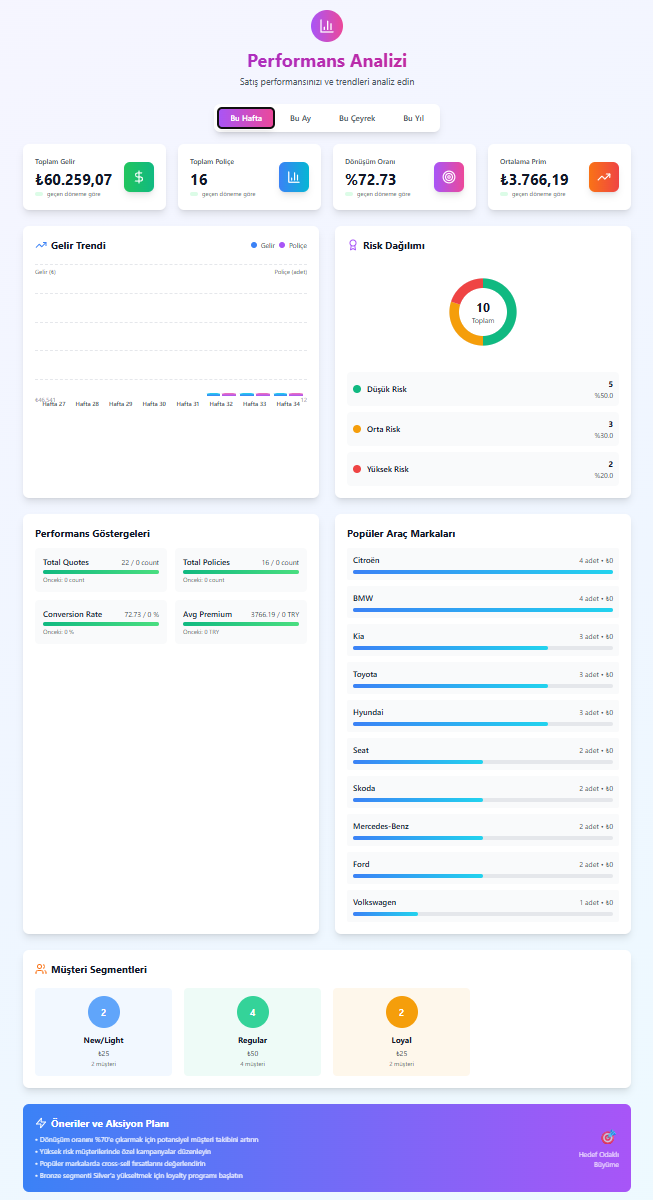 Performans Analizi
Satış performansınızı ve trendleri analiz edin
Bu Hafta Bu Ay Bu Çeyrek Bu Yıl
Toplam Gelir
₺60.259,07
geçen döneme göre
Toplam Poliçe
16
geçen döneme göre
Dönüşüm Oranı
%72.73
geçen döneme göre
Ortalama Prim
₺3.766,19
geçen döneme göre
Gelir Trendi
Gelir Poliçe
Gelir (₺) Poliçe (adet)
12
Hafta 27 Hafta 28 Hafta 29 Hafta 30 Hafta 31 Hafta 32 Hafta 33 Hafta 34
Risk Dağılımı
10
Toplam
Düşük Risk 5
%50.0
Orta Risk 3
%30.0
Yüksek Risk 2
%20.0
Performans Göstergeleri
Total Quotes 22 / 0 count
Önceki: 0 count
Total Policies 16 / 0 count
Önceki: 0 count
Conversion Rate 72.73 / 0 %
Önceki: 0 %
Avg Premium 3766.19 / 0 TRY
Önceki: 0 TRY
Popüler Araç Markaları
Citroën 4 adet • ₺0
BMW 4 adet • ₺0
Kia 3 adet • ₺0
Toyota 3 adet • ₺0
Hyundai 3 adet • ₺0
Seat 2 adet • ₺0
Skoda 2 adet • ₺0
Mercedes-Benz 2 adet • ₺0
Ford 2 adet • ₺0
Volkswagen 1 adet • ₺0
Müşteri Segmentleri
2
New/Light
₺25
2 müşteri
4
Regular
₺50
4 müşteri
2
Loyal
₺25
2 müşteri
Öneriler ve Aksiyon Planı
• Dönüşüm oranını %70'e çıkarmak için potansiyel müşteri takibini artırın
• Yüksek risk müşterilerinde özel kampanyalar düzenleyin
• Popüler markalarda cross-sell fırsatlarını değerlendirin
• Bronze segmenti Silver'a yükseltmek için loyalty programı başlatın
Hedef Odaklı
Büyüme